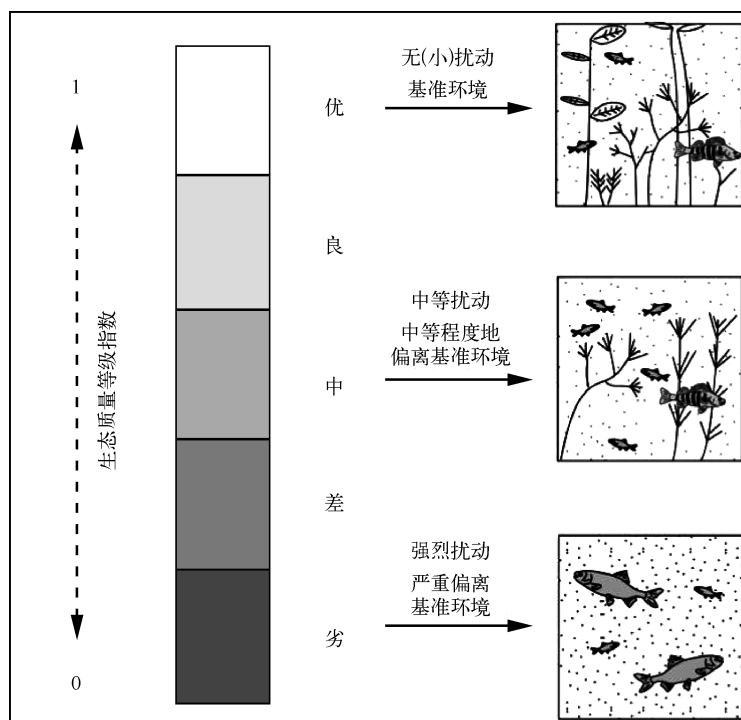 1
生态质量等级指数
0
优
良
中
差
劣
无(小)扰动
基准环境
中等扰动
中等程度地
偏离基准环境
强烈扰动
严重偏离
基准环境